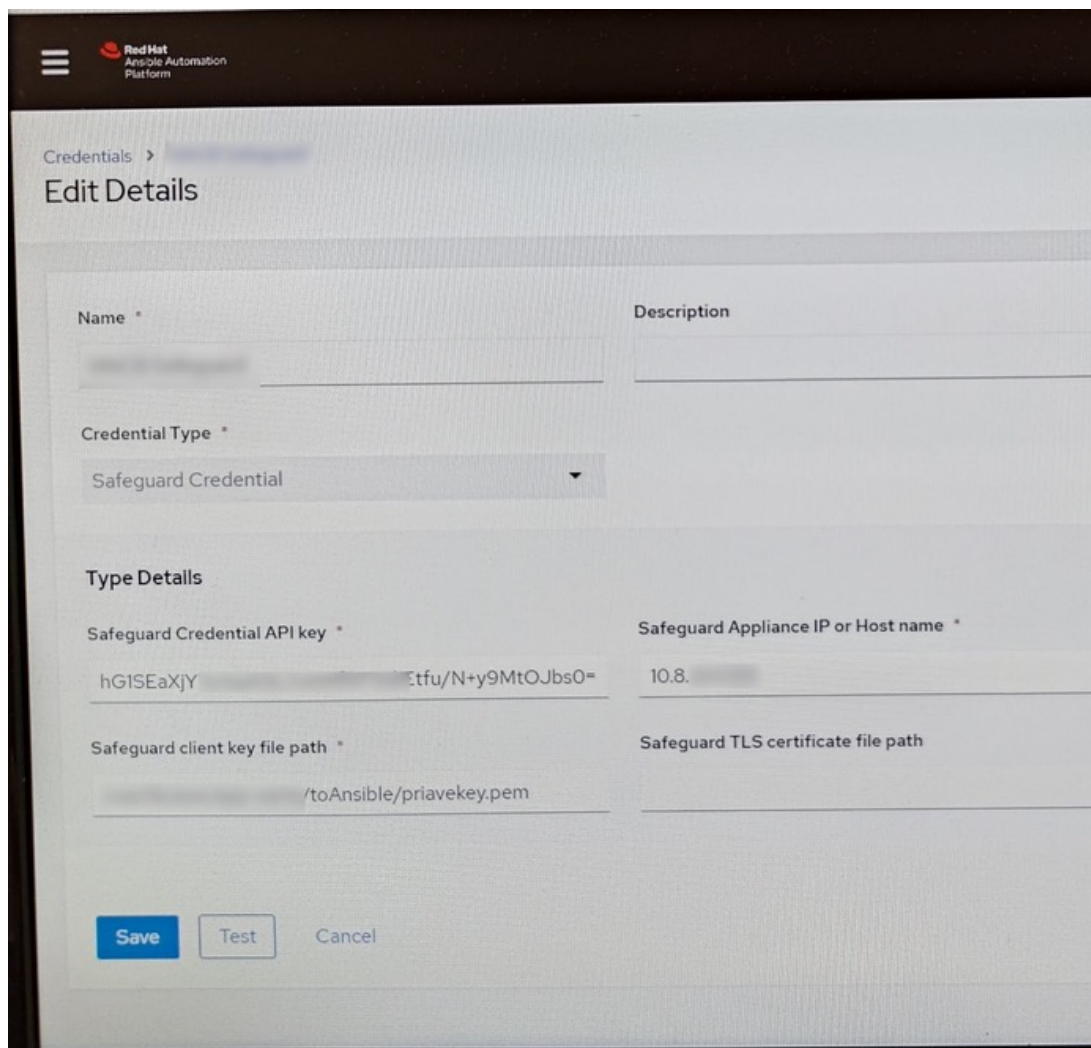 Red Hat
Ansible Automation
Platform
Credentials >
Edit Details
Name *
Description
Credential Type *
Safeguard Credential
Type Details
Safeguard Credential API key *
Safeguard Appliance IP or Host name *
hG1SEaXjY Etfu/N+y9MtOJbs0=
10.8.
Safeguard client key file path *
Safeguard TLS certificate file path
/toAnsible/priavekey.pem
Save
Test
Cancel